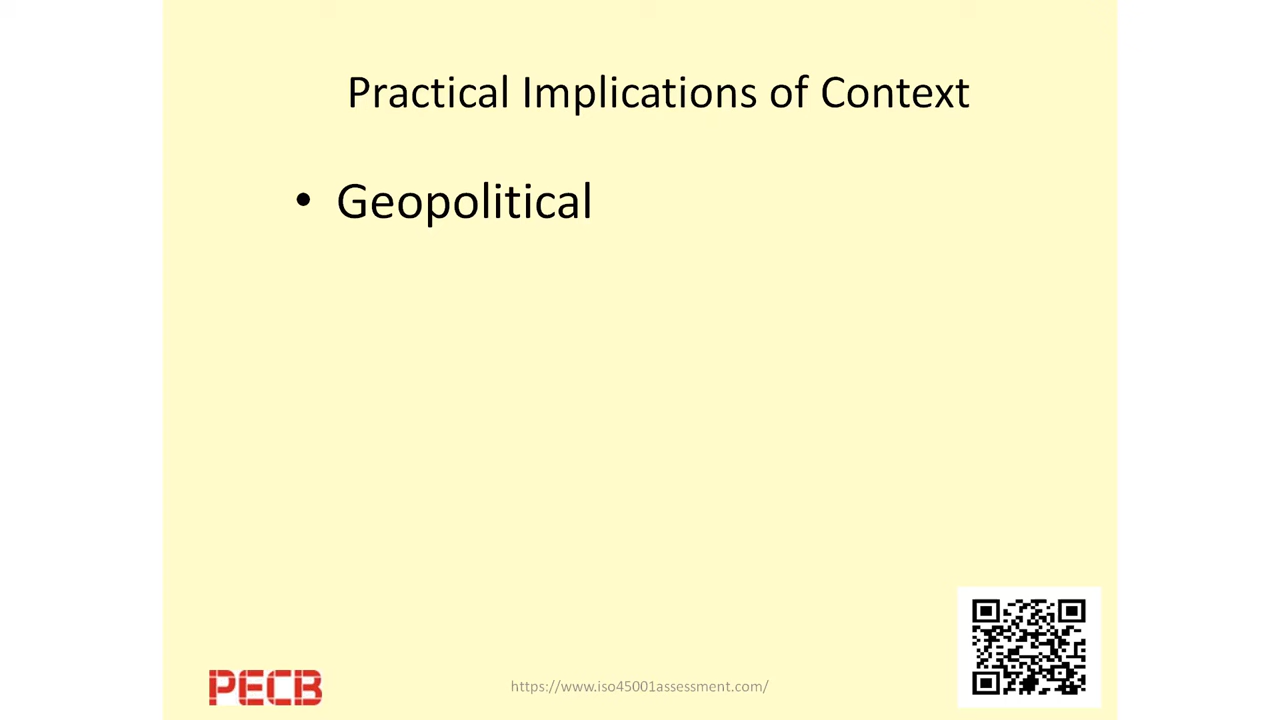 Practical Implications of Context
• Geopolitical
PECB
https://www.iso45001assessment.com/